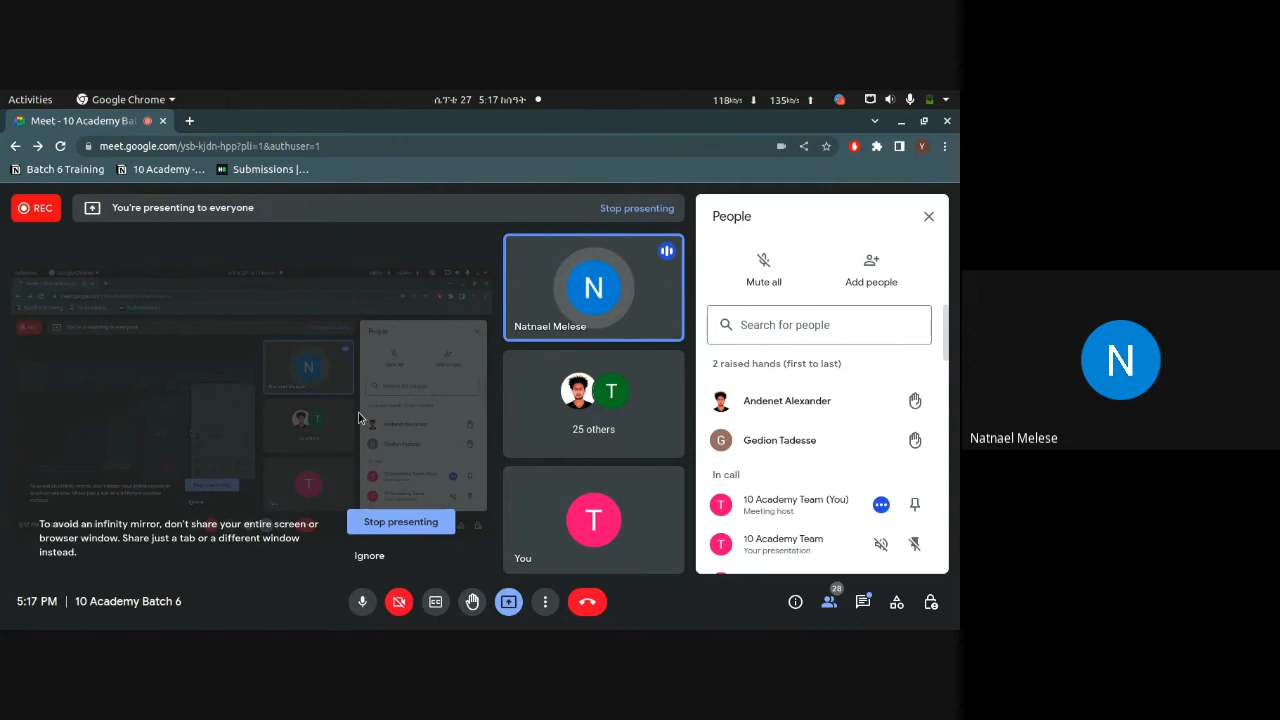 Activities
Google Chrome
ሴፕቴ 27 5:17 ከሰዓት
118kb/s
135kb/s
Meet - 10 Academy Bat
meet.google.com/ysb-kjdn-hpp?pli=1&authuser=1
Y
Batch 6 Training
10 Academy -...
Submissions |...
REC
You're presenting to everyone
Stop presenting
People
Mute all
Add people
Search for people
2 raised hands (first to last)
Andenet Alexander
G
Gedion Tadesse
In call
T
10 Academy Team (You)
Meeting host
T
10 Academy Team
Your presentation
N
Natnael Melese
T
25 others
T
You
To avoid an infinity mirror, don't share your entire screen or
browser window. Share just a tab or a different window
instead.
Stop presenting
Ignore
5:17 PM | 10 Academy Batch 6
28
N
Natnael Melese